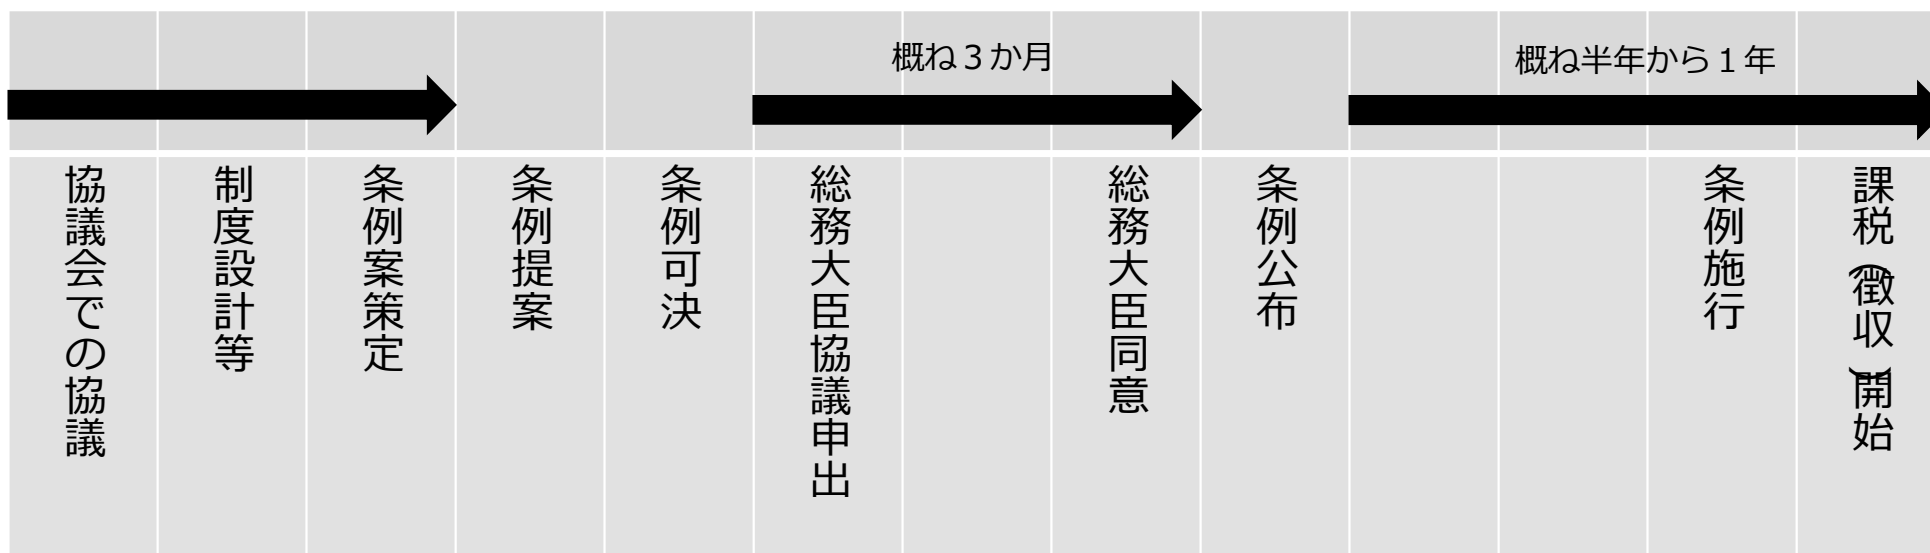 概ね３か月
概ね半年から１年
協議会での協議
制度設計等
条例案策定
条例提案
条例可決
総務大臣協議申出
総務大臣同意
条例公布
条例施行
課税（徴収）開始